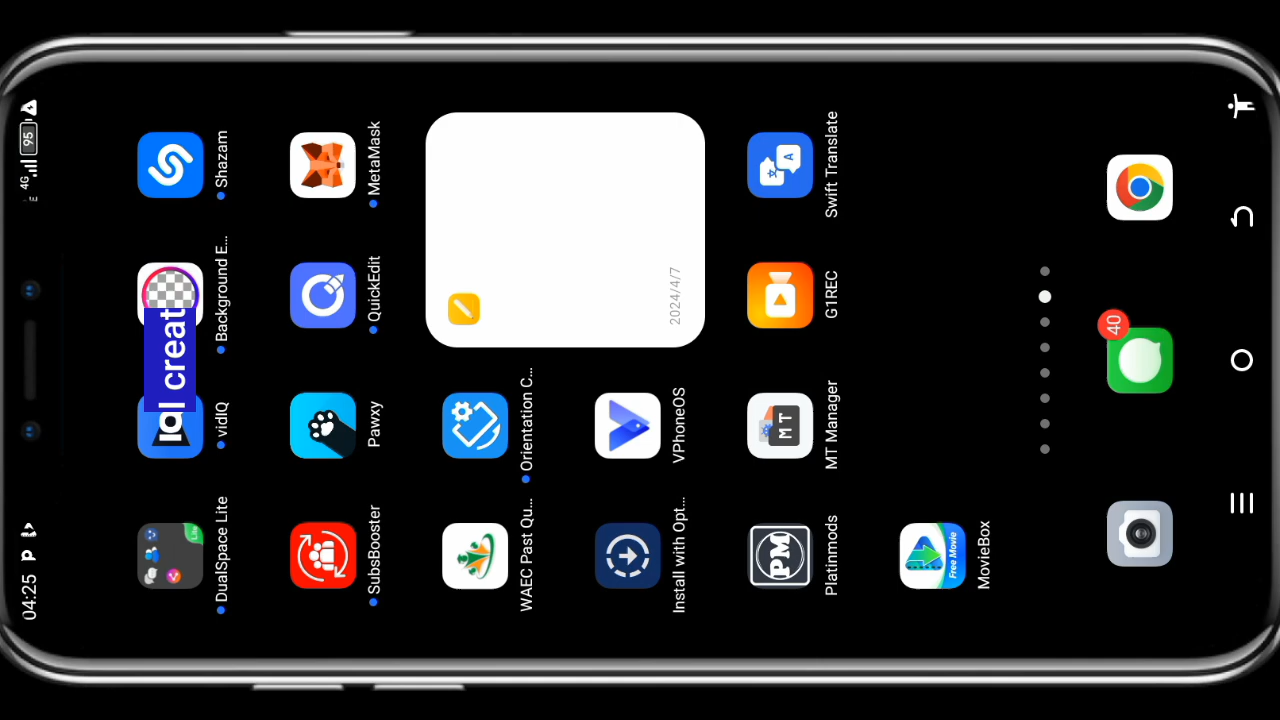 04:25
4G
E
95
DualSpace Lite
vidIQ
Background E...
Shazam
creat
SubsBooster
Pawxy
QuickEdit
MetaMask
WAEC Past Qu...
Orientation C...
2024/4/7
Install with Opt...
VPhoneOS
PM
Platinmods
MT
MT Manager
G1REC
A
Swift Translate
Lite
Free Movie
MovieBox
40